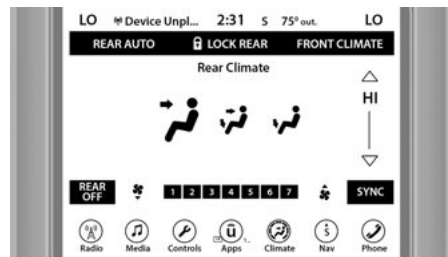 LO Device Unpl... 2:31 S 75° out. LO
REAR AUTO LOCK REAR FRONT CLIMATE
Rear Climate
HI
REAR OFF 1 2 3 4 5 6 7 SYNC
Radio Media Controls Apps Climate Nav Phone